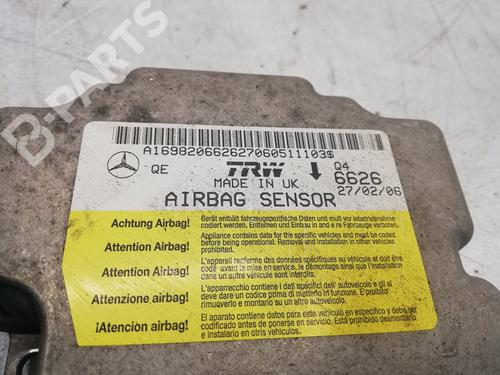 B-PARTS
A169820662627060511103$
QE
TRW
Q4
6626
MADE IN UK
27/02/06
AIRBAG SENSOR
Achtung Airbag!
Gerät enthält fahrzeugspezifische Daten und muß vor Inbetriebnahme
codiert werden. Entfernen und Einbau in andere Fahrzeuge verboten.
Attention Airbag!
Appliance contains data for the specific vehicles and must be coded
before being operational. Removal and installation in other vehicles
prohibited.
Attention Airbag!
L'appareil renferme des données spécifiques au véhicule et doit être
codé avant la mise en service, le démontage ainsi que l'installation
dans un autre véhicule sont interdits.
Attenzione airbag!
L'apparecchio contiene i dati specifici dell'autoveicolo e gli si
deve dare un codice prima di metterlo in funzione. E'proibito
rimuoverlo e montarlo su un altro autoveicolo.
¡Atencion airbag!
El aparato contiene datos para este vehículo específico y debe ser
codificado antes de ponerse en servicio. Está prohibido desmontarlo
e instalarlo en otros vehículos.